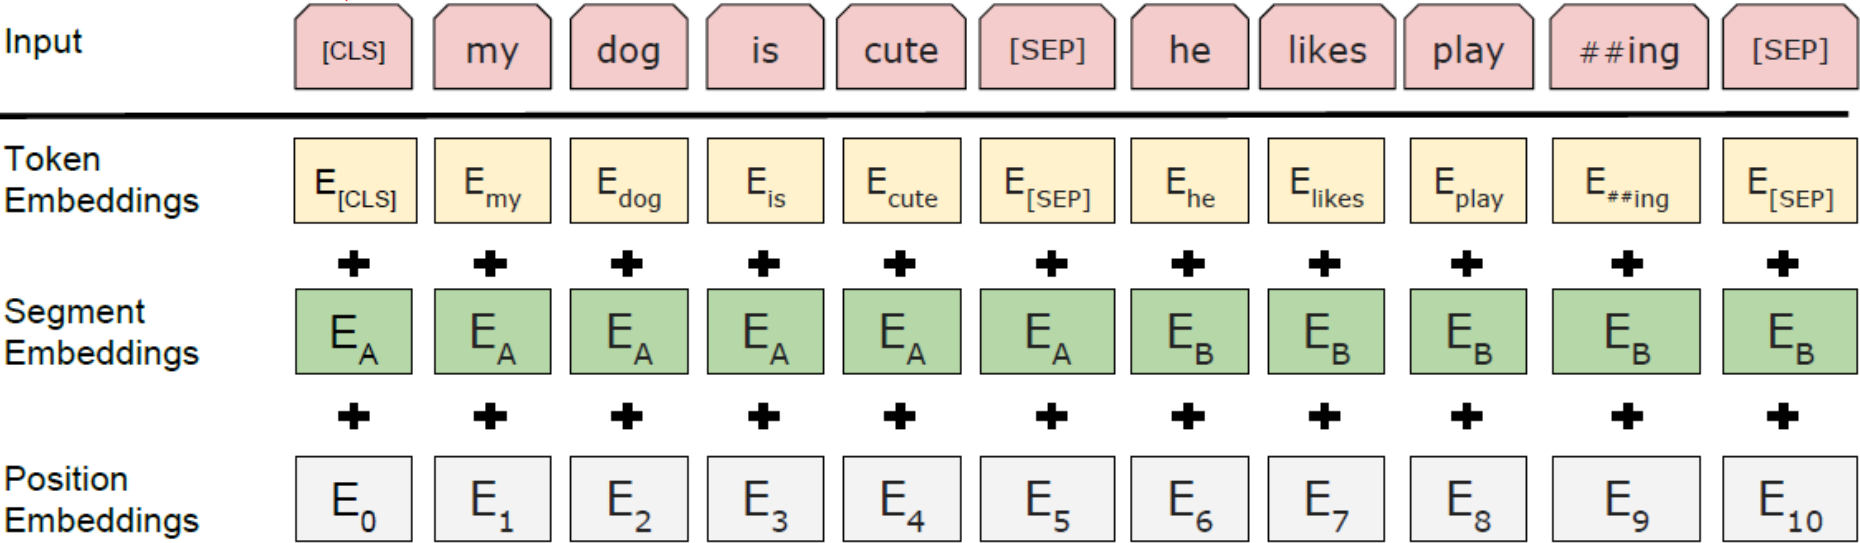 Input [CLS] my dog is cute [SEP] he likes play ##ing [SEP]
Token
Embeddings E[CLS] Emy Edog Eis Ecute E[SEP] Ehe Elikes Eplay E##ing E[SEP]
+ + + + + + + + + + +
Segment
Embeddings EA EA EA EA EA EA EB EB EB EB EB
+ + + + + + + + + + +
Position
Embeddings E0 E1 E2 E3 E4 E5 E6 E7 E8 E9 E10